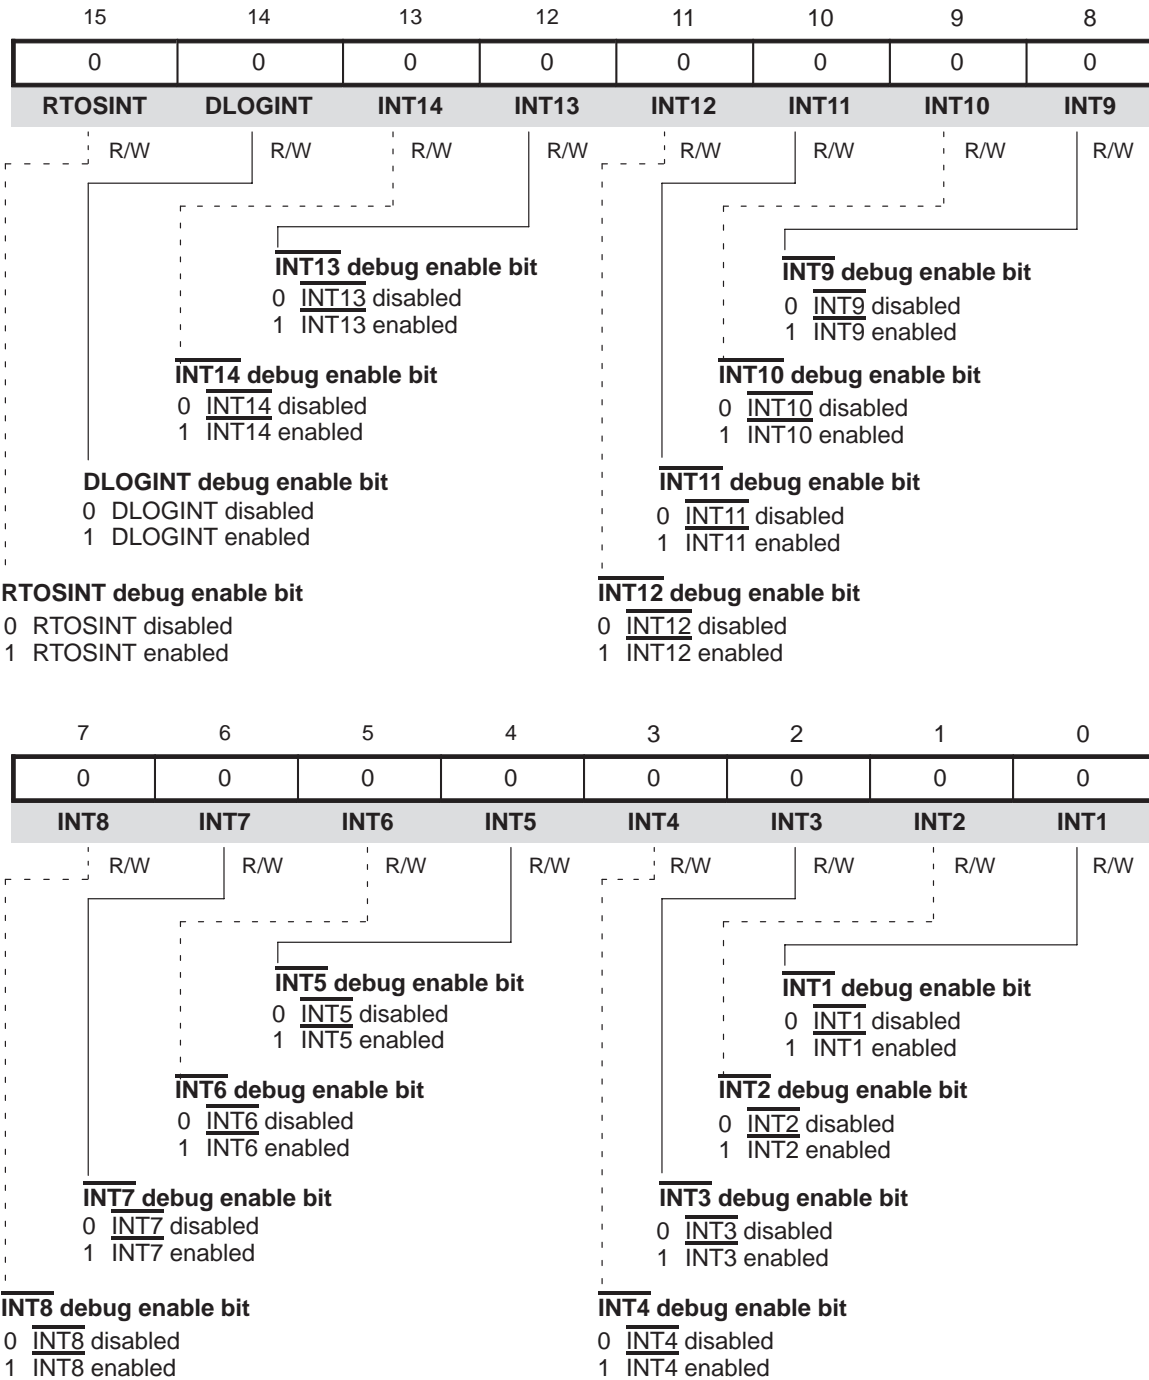 15 14 13 12 11 10 9 8
0 0 0 0 0 0 0 0
RTOSINT DLOGINT INT14 INT13 INT12 INT11 INT10 INT9
R/W R/W R/W R/W R/W R/W R/W R/W
INT13 debug enable bit
0 INT13 disabled
1 INT13 enabled
INT9 debug enable bit
0 INT9 disabled
1 INT9 enabled
INT14 debug enable bit
0 INT14 disabled
1 INT14 enabled
INT10 debug enable bit
0 INT10 disabled
1 INT10 enabled
DLOGINT debug enable bit
0 DLOGINT disabled
1 DLOGINT enabled
INT11 debug enable bit
0 INT11 disabled
1 INT11 enabled
RTOSINT debug enable bit
0 RTOSINT disabled
1 RTOSINT enabled
INT12 debug enable bit
0 INT12 disabled
1 INT12 enabled
7 6 5 4 3 2 1 0
0 0 0 0 0 0 0 0
INT8 INT7 INT6 INT5 INT4 INT3 INT2 INT1
R/W R/W R/W R/W R/W R/W R/W R/W
INT5 debug enable bit
0 INT5 disabled
1 INT5 enabled
INT1 debug enable bit
0 INT1 disabled
1 INT1 enabled
INT6 debug enable bit
0 INT6 disabled
1 INT6 enabled
INT2 debug enable bit
0 INT2 disabled
1 INT2 enabled
INT7 debug enable bit
0 INT7 disabled
1 INT7 enabled
INT3 debug enable bit
0 INT3 disabled
1 INT3 enabled
INT8 debug enable bit
0 INT8 disabled
1 INT8 enabled
INT4 debug enable bit
0 INT4 disabled
1 INT4 enabled